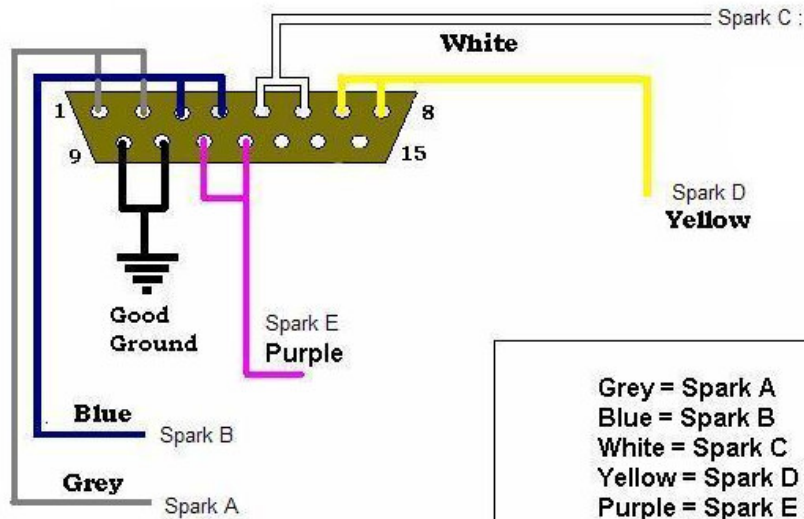 Spark C :
White
1
8
9
15
Spark D
Yellow
Good
Ground
Spark E
Purple
Blue
Spark B
Grey
Spark A
Grey = Spark A
Blue = Spark B
White = Spark C
Yellow = Spark D
Purple = Spark E